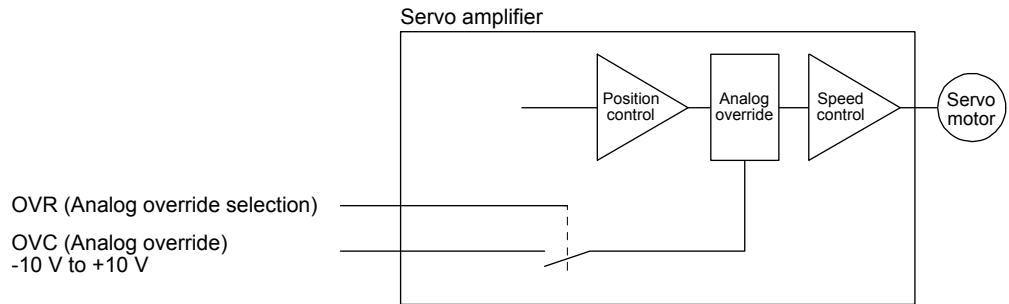 Servo amplifier
Position
control
Analog
override
Speed
control
Servo
motor
OVR (Analog override selection)
OVC (Analog override)
-10 V to +10 V